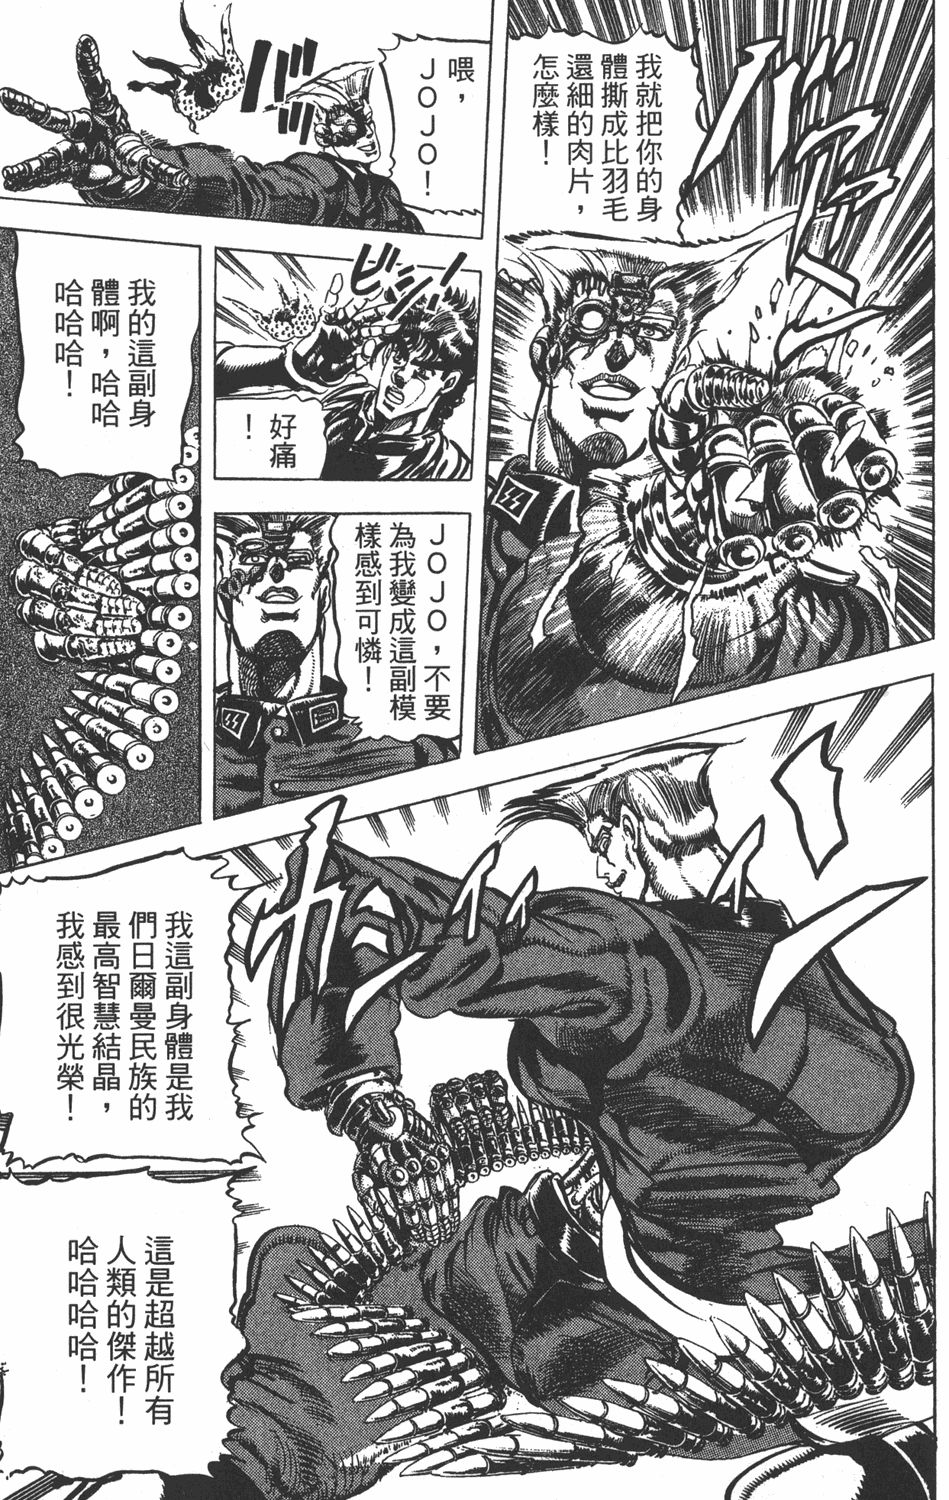 我就把你的身
體撕成比羽毛
還細的肉片，
怎麼樣！
喂，
JOJO！
好痛
！
JOJO，不要
為我變成這副模
樣感到可憐！
我的這副身
體啊，哈哈
哈哈哈！
我這副身體是我
們日爾曼民族的
最高智慧結晶，
我感到很光榮！
這是超越所有
人類的傑作！
哈哈哈哈！